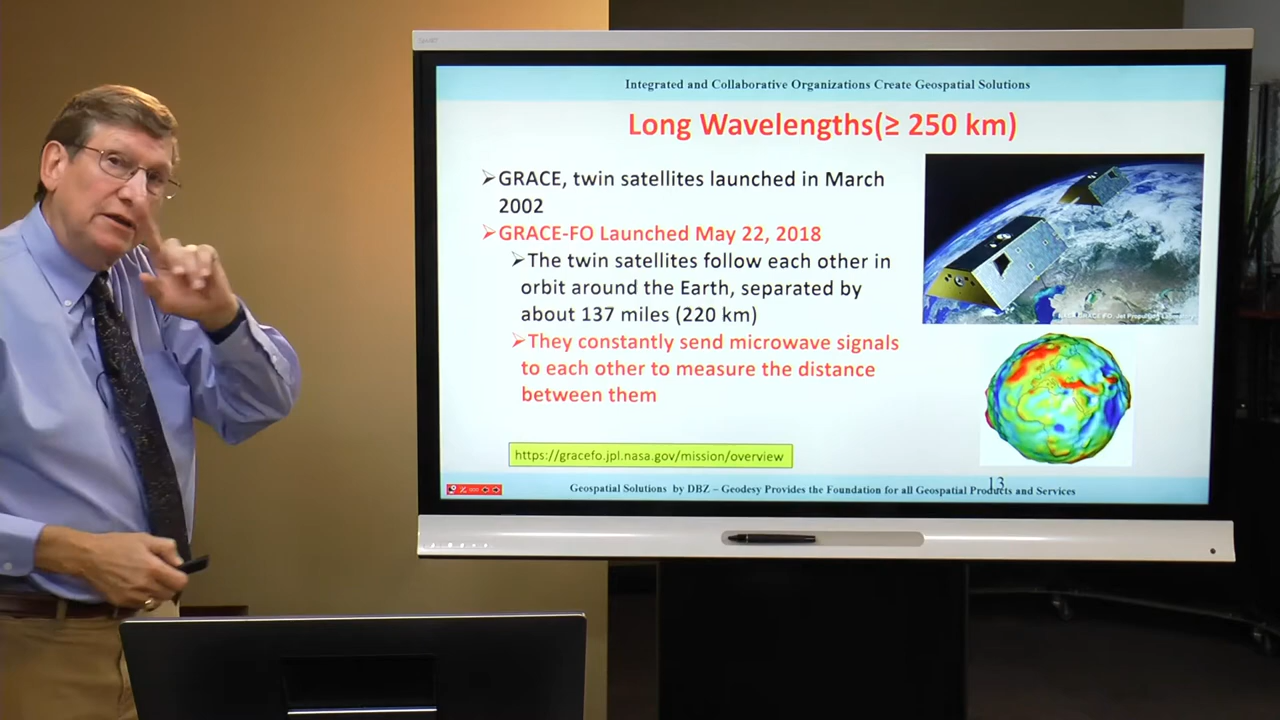 Integrated and Collaborative Organizations Create Geospatial Solutions
Long Wavelengths(≥ 250 km)
➢GRACE, twin satellites launched in March
2002
➢GRACE-FO Launched May 22, 2018
➢The twin satellites follow each other in
orbit around the Earth, separated by
about 137 miles (220 km)
➢They constantly send microwave signals
to each other to measure the distance
between them
https://gracefo.jpl.nasa.gov/mission/overview
13
Geospatial Solutions by DBZ – Geodesy Provides the Foundation for all Geospatial Products and Services